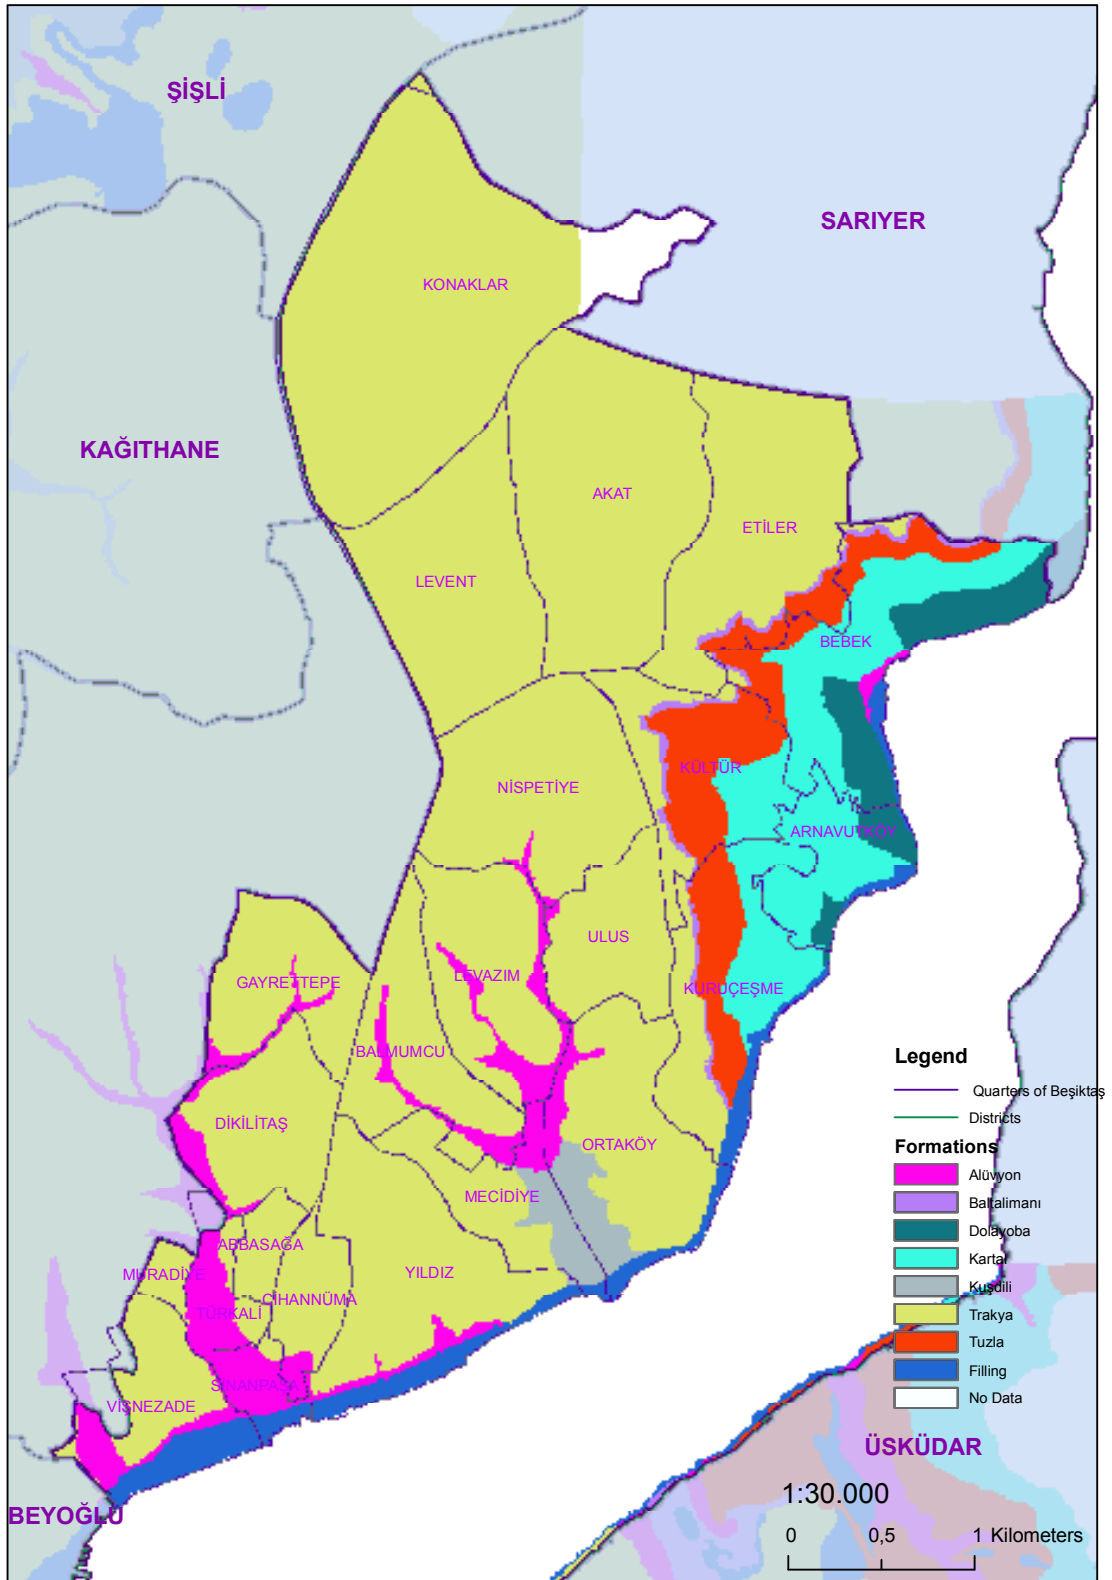 ŞİŞLİ
SARIYER
KONAKLAR
KAĞITHANE
AKAT
ETİLER
LEVENT
BEBEK
KÜLTÜR
NİSPETİYE
ARNAVUTKÖY
ULUS
GAYRETTEPE
LEVAZIM
KURUÇEŞME
BALMUMCU
DİKİLİTAŞ
ORTAKÖY
MECİDİYE
ABBASAĞA
MURADİYE
YILDIZ
CİHANNÜMA
TÜRKALİ
SİNANPAŞA
VİŞNEZADE
BEYOĞLU
Legend
Quarters of Beşiktaş
Districts
Formations
Alüvyon
Baltalimanı
Dolayoba
Kartal
Kuşdili
Trakya
Tuzla
Filling
No Data
ÜSKÜDAR
1:30.000
0 0,5 1 Kilometers